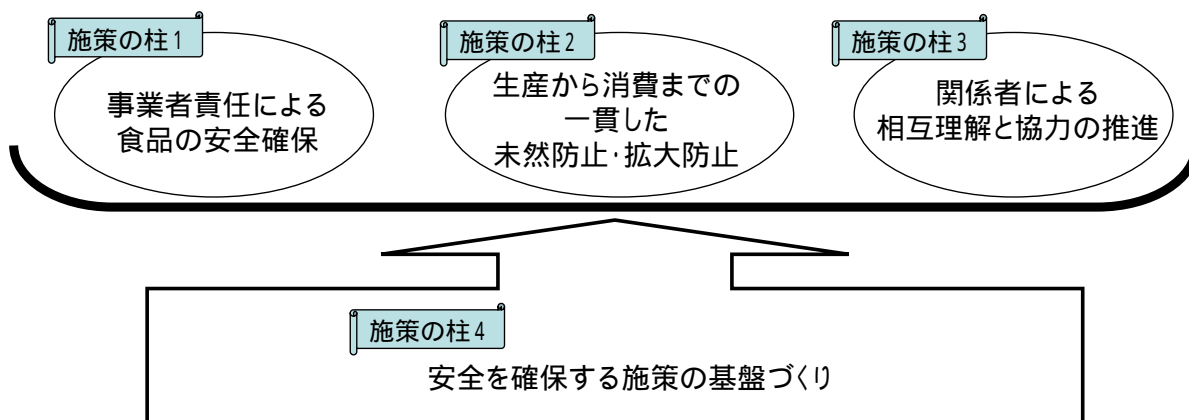 施策の柱1
事業者責任による
食品の安全確保
施策の柱2
生産から消費までの
一貫した
未然防止・拡大防止
施策の柱3
関係者による
相互理解と協力の推進
施策の柱4
安全を確保する施策の基盤づくり